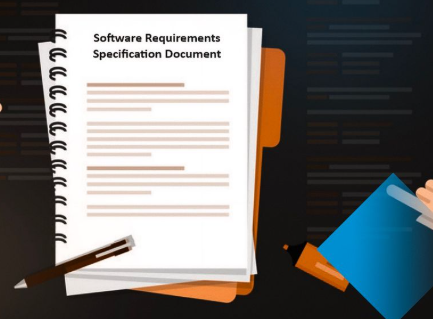 Software Requirements
Specification Document